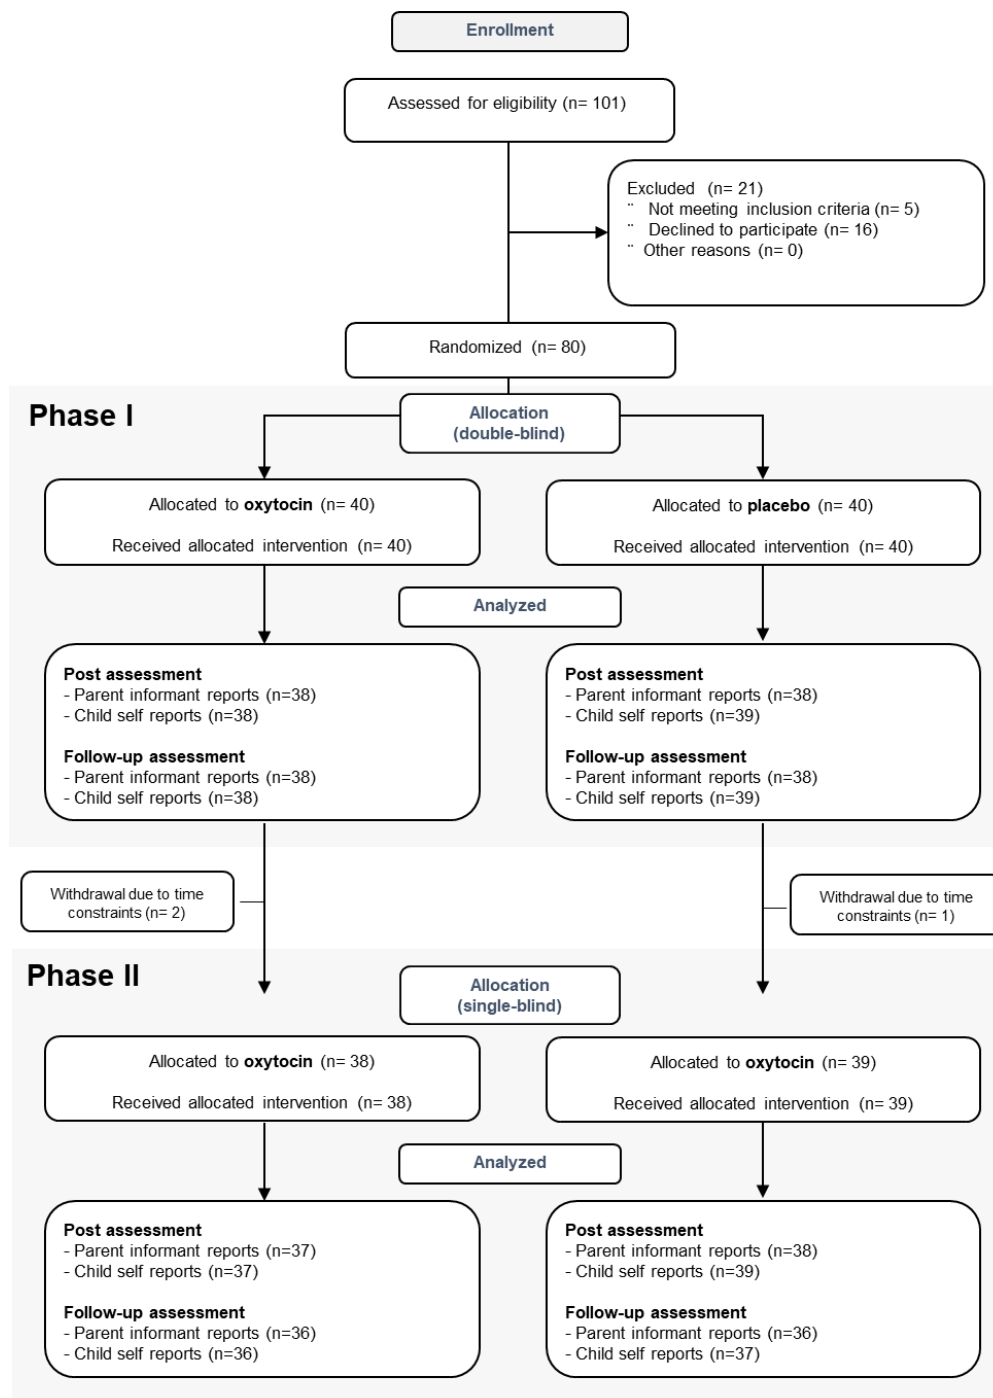 Enrollment
Assessed for eligibility (n= 101)
Excluded (n= 21)
¨ Not meeting inclusion criteria (n= 5)
¨ Declined to participate (n= 16)
¨ Other reasons (n= 0)
Randomized (n= 80)
Phase I
Allocation
(double-blind)
Allocated to oxytocin (n= 40)
Received allocated intervention (n= 40)
Allocated to placebo (n= 40)
Received allocated intervention (n= 40)
Analyzed
Post assessment
- Parent informant reports (n=38)
- Child self reports (n=38)
Follow-up assessment
- Parent informant reports (n=38)
- Child self reports (n=38)
Post assessment
- Parent informant reports (n=38)
- Child self reports (n=39)
Follow-up assessment
- Parent informant reports (n=38)
- Child self reports (n=39)
Withdrawal due to time
constraints (n= 2)
Withdrawal due to time
constraints (n= 1)
Phase II
Allocation
(single-blind)
Allocated to oxytocin (n= 38)
Received allocated intervention (n= 38)
Allocated to oxytocin (n= 39)
Received allocated intervention (n= 39)
Analyzed
Post assessment
- Parent informant reports (n=37)
- Child self reports (n=37)
Follow-up assessment
- Parent informant reports (n=36)
- Child self reports (n=36)
Post assessment
- Parent informant reports (n=38)
- Child self reports (n=39)
Follow-up assessment
- Parent informant reports (n=36)
- Child self reports (n=37)